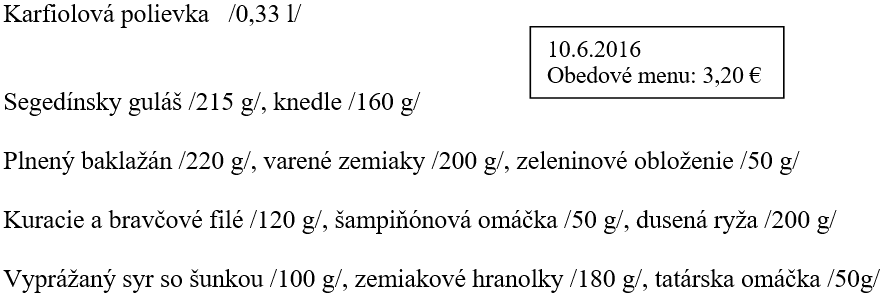 Karfiolová polievka /0,33 l/
10.6.2016
Obedové menu: 3,20 €
Segedínsky guláš /215 g/, knedle /160 g/
Plnený baklažán /220 g/, varené zemiaky /200 g/, zeleninové obloženie /50 g/
Kuracie a bravčové filé /120 g/, šampiňónová omáčka /50 g/, dusená ryža /200 g/
Vyprážaný syr so šunkou /100 g/, zemiakové hranolky /180 g/, tatárska omáčka /50g/